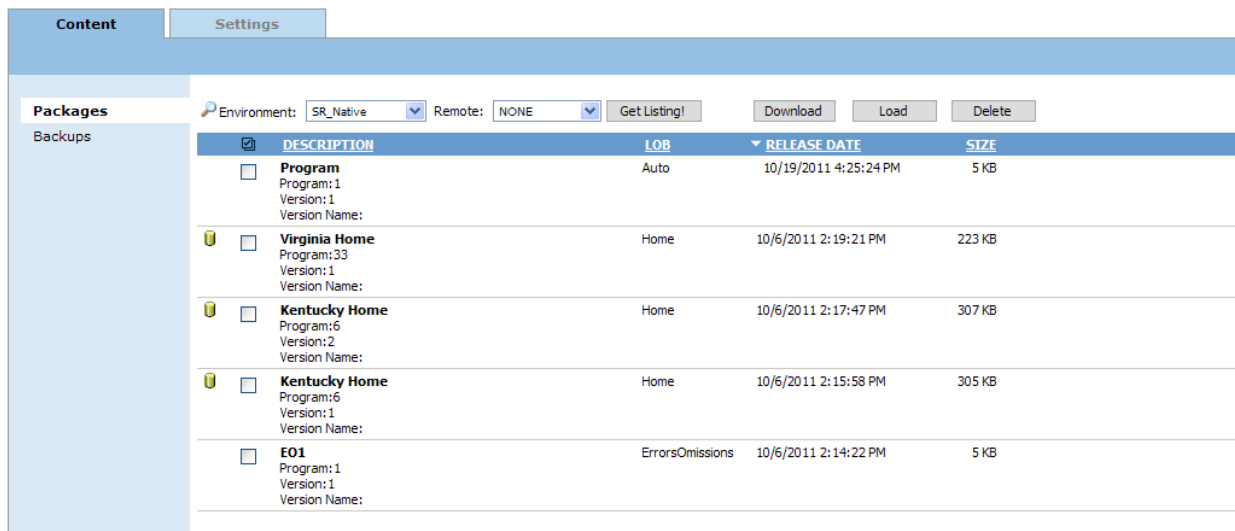 Content Settings
Packages
Backups
Environment: SR_Native Remote: NONE Get Listing! Download Load Delete
DESCRIPTION LOB RELEASE DATE SIZE
Program Auto 10/19/2011 4:25:24 PM 5 KB
Program:1
Version:1
Version Name:
Virginia Home Home 10/6/2011 2:19:21 PM 223 KB
Program:33
Version:1
Version Name:
Kentucky Home Home 10/6/2011 2:17:47 PM 307 KB
Program:6
Version:2
Version Name:
Kentucky Home Home 10/6/2011 2:15:58 PM 305 KB
Program:6
Version:1
Version Name:
EO1 ErrorsOmissions 10/6/2011 2:14:22 PM 5 KB
Program:1
Version:1
Version Name: